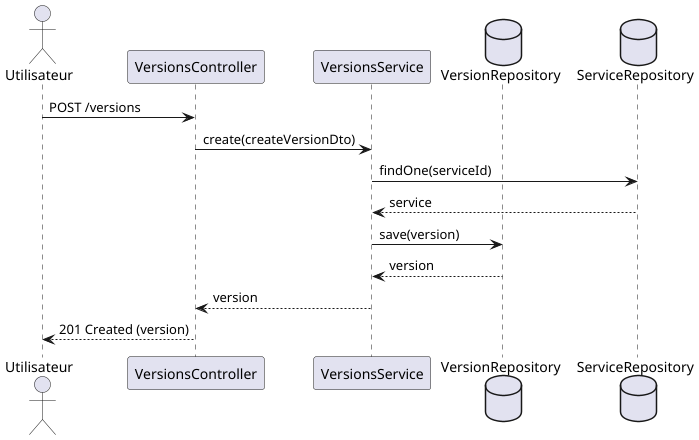 Utilisateur
VersionsController
VersionsService
VersionRepository
ServiceRepository
POST /versions
create(createVersionDto)
findOne(serviceId)
service
save(version)
version
version
201 Created (version)
Utilisateur
VersionsController
VersionsService
VersionRepository
ServiceRepository